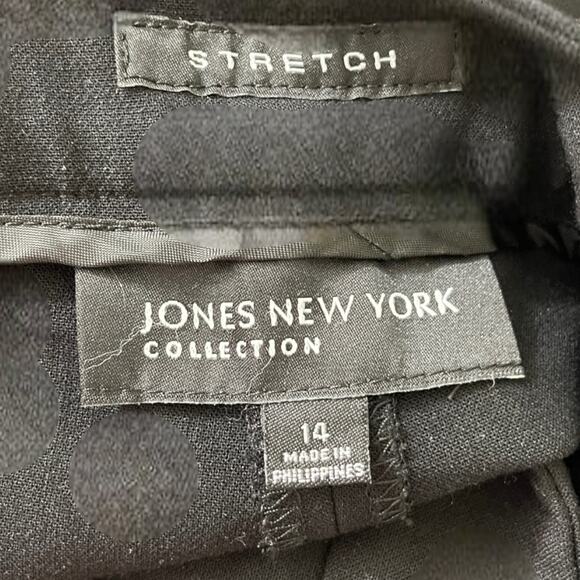 STRETCH
JONES NEW YORK
COLLECTION
14
MADE IN
PHILIPPINES